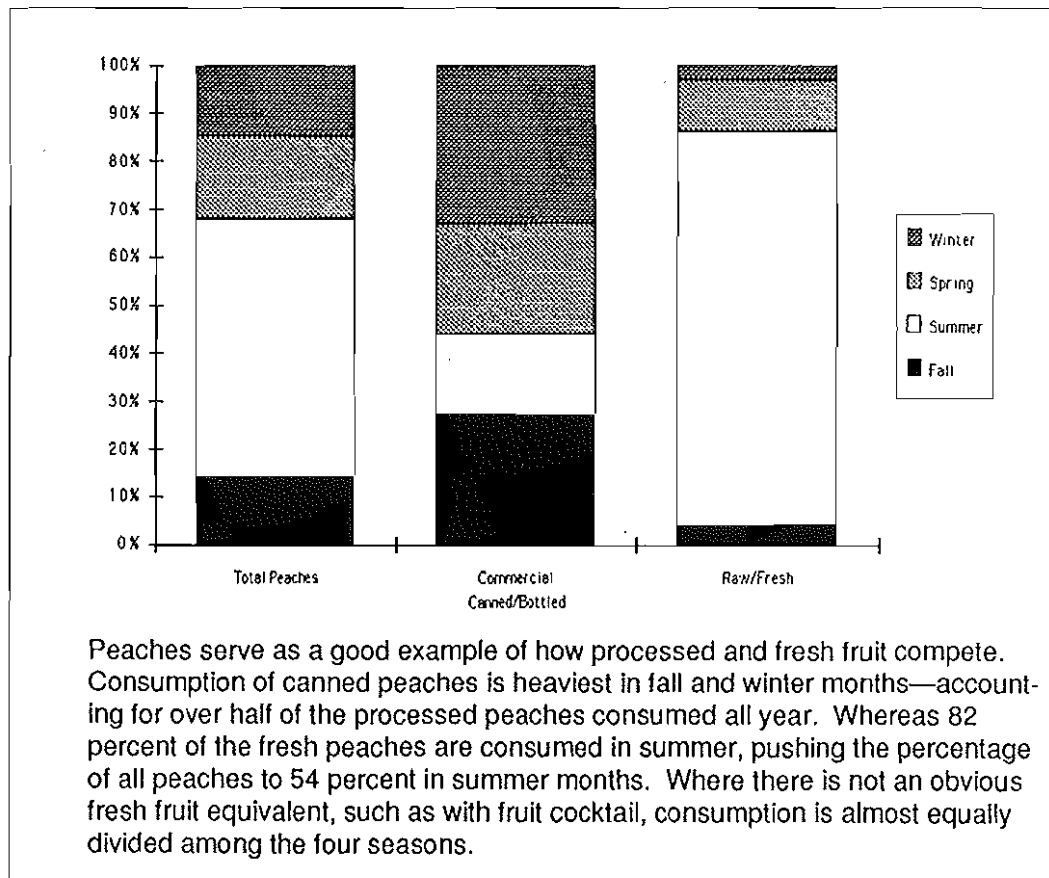 100%
90%
80%
70%
60%
50%
40%
30%
20%
10%
0%
Total Peaches
Commercial
Canned/Bottled
Raw/Fresh
Winter
Spring
Summer
Fall
Peaches serve as a good example of how processed and fresh fruit compete.
Consumption of canned peaches is heaviest in fall and winter months—account-
ing for over half of the processed peaches consumed all year. Whereas 82
percent of the fresh peaches are consumed in summer, pushing the percentage
of all peaches to 54 percent in summer months. Where there is not an obvious
fresh fruit equivalent, such as with fruit cocktail, consumption is almost equally
divided among the four seasons.